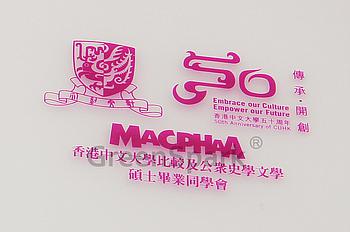 Embrace our Culture
Empower our Future
香港中文大學五十周年
50th Anniversary of CUHK
傳承·開創
MACPHAA
GreenSpark®
香港中文大學比較及公眾史學文學
碩士畢業同學會